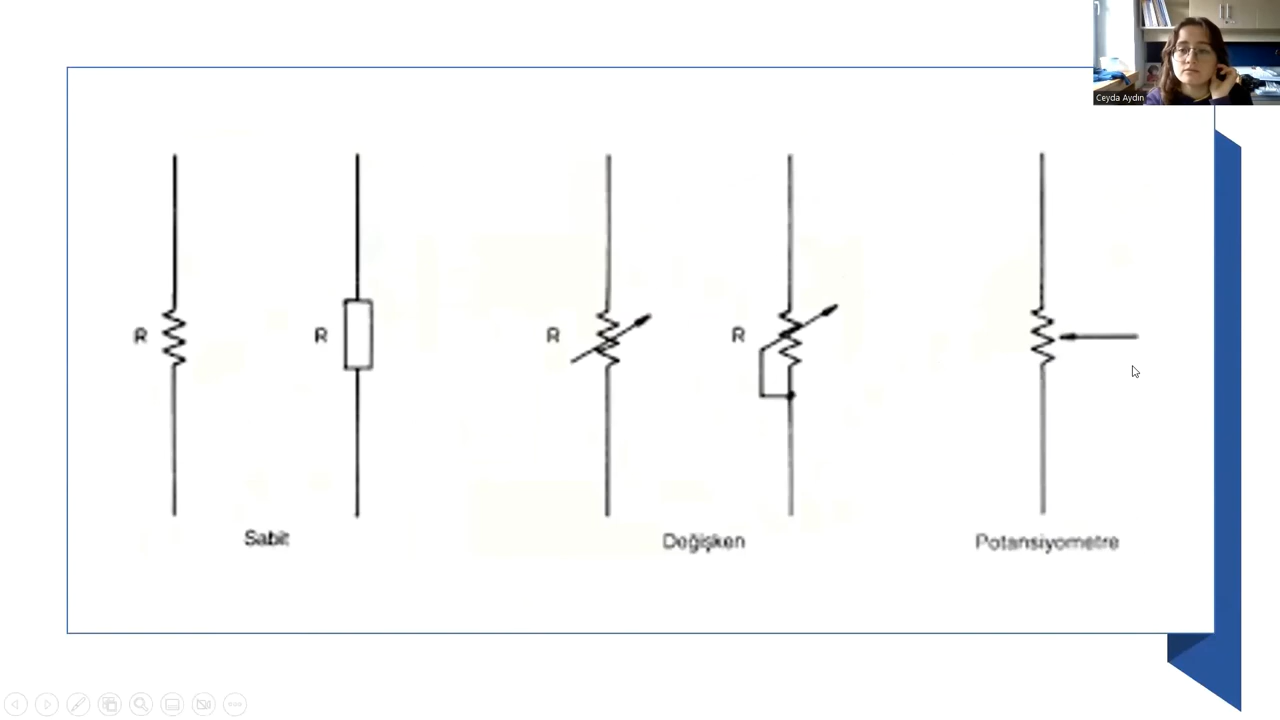 Ceyda Aydın
R
R
R
R
Sabit
Değişken
Potansiyometre